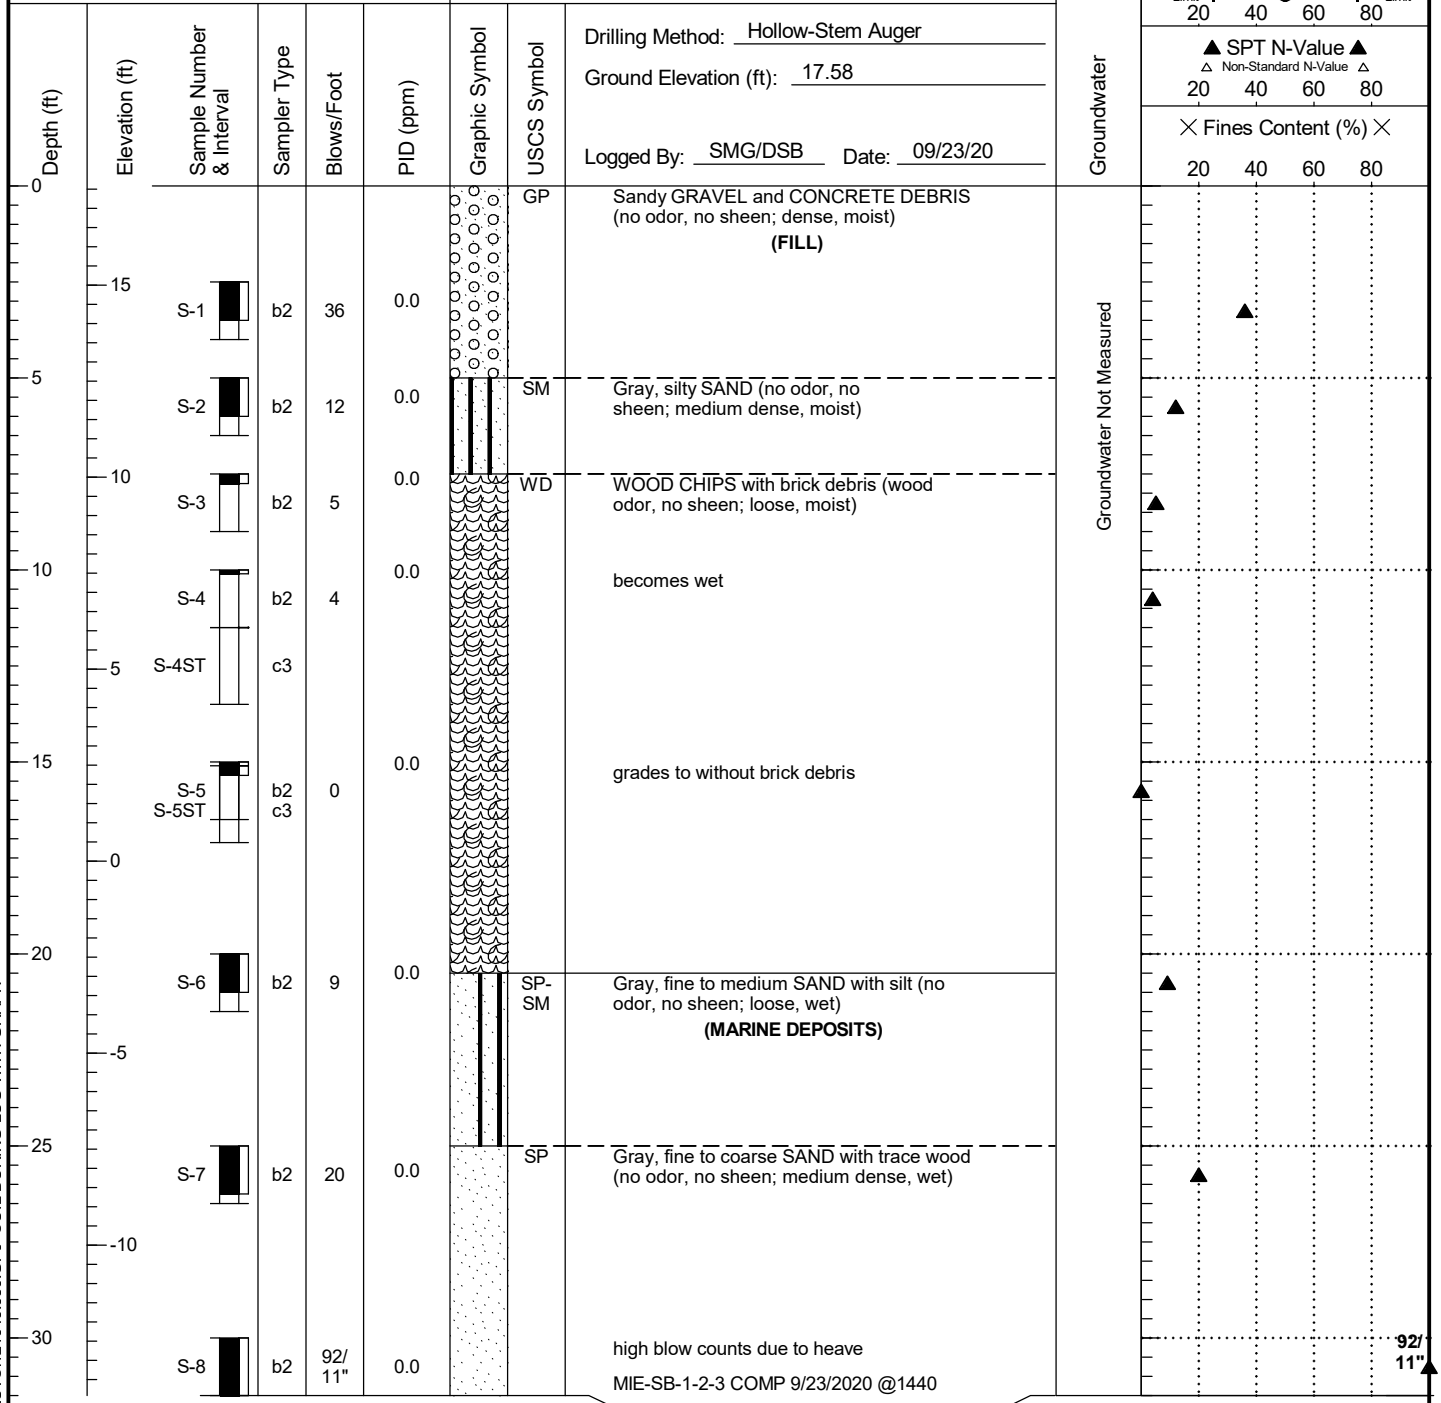 20 40 60 80
Drilling Method: Hollow-Stem Auger
▲ SPT N-Value ▲
△ Non-Standard N-Value △
Ground Elevation (ft): 17.58
20 40 60 80
Depth (ft)
Elevation (ft)
Sample Number
& Interval
Sampler Type
Blows/Foot
PID (ppm)
Graphic Symbol
USCS Symbol
Groundwater
× Fines Content (%) ×
Logged By: SMG/DSB Date: 09/23/20
20 40 60 80
0
GP Sandy GRAVEL and CONCRETE DEBRIS
(no odor, no sheen; dense, moist)
(FILL)
15
S-1 b2 36 0.0
Groundwater Not Measured
5
S-2 b2 12 0.0
SM Gray, silty SAND (no odor, no
sheen; medium dense, moist)
10
S-3 b2 5 0.0
WD WOOD CHIPS with brick debris (wood
odor, no sheen; loose, moist)
10
S-4 b2 4 0.0
becomes wet
5
S-4ST c3
15
0.0
grades to without brick debris
S-5 b2 0
S-5ST c3
0
20
S-6 b2 9 0.0
SP-
SM
Gray, fine to medium SAND with silt (no
odor, no sheen; loose, wet)
(MARINE DEPOSITS)
-5
25
SP Gray, fine to coarse SAND with trace wood
(no odor, no sheen; medium dense, wet)
S-7 b2 20 0.0
-10
30
high blow counts due to heave
S-8 b2 92/
11"
0.0
92/
11"
MIE-SB-1-2-3 COMP 9/23/2020 @1440